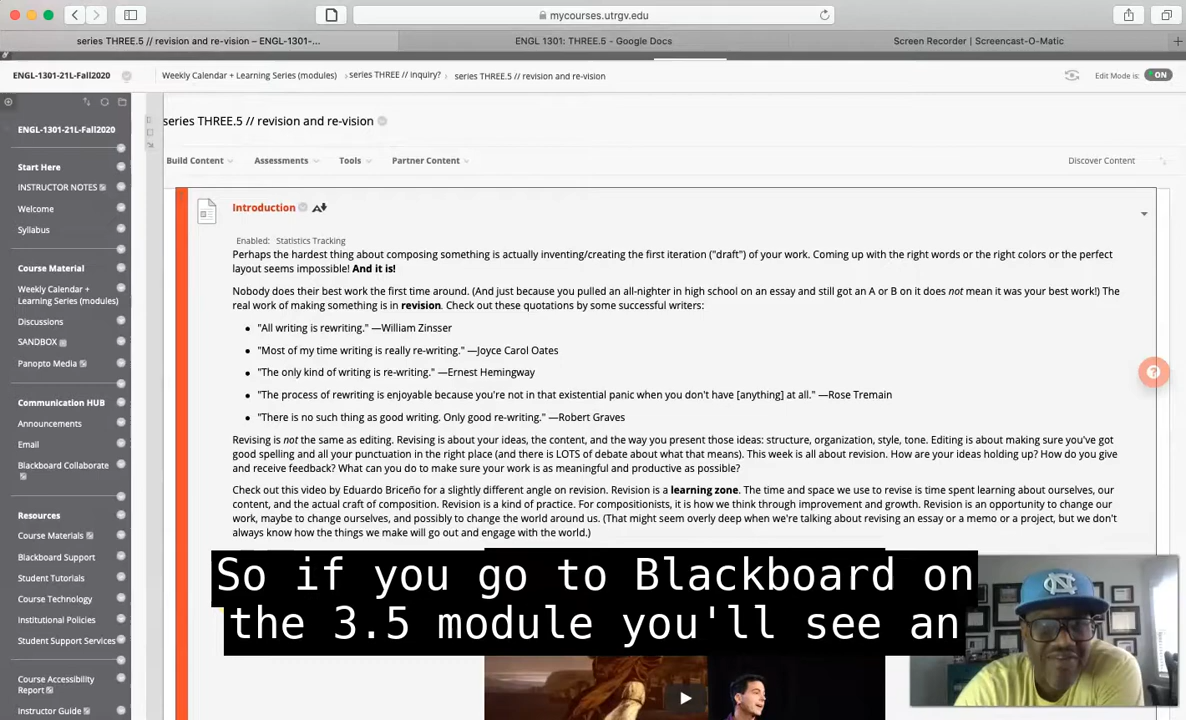 mycourses.utrgv.edu
series THREE.5 // revision and re-vision – ENGL-1301-...
ENGL 1301: THREE.5 - Google Docs
Screen Recorder | Screencast-O-Matic
ENGL-1301-21L-Fall2020
Weekly Calendar + Learning Series (modules)
series THREE // inquiry?
series THREE.5 // revision and re-vision
Edit Mode is:
ON
series THREE.5 // revision and re-vision
ENGL-1301-21L-Fall2020
Start Here
INSTRUCTOR NOTES
Welcome
Syllabus
Course Material
Weekly Calendar +
Learning Series (modules)
Discussions
SANDBOX
Panopto Media
Communication HUB
Announcements
Email
Blackboard Collaborate
Resources
Course Materials
Blackboard Support
Student Tutorials
Course Technology
Institutional Policies
Student Support Services
Course Accessibility
Report
Instructor Guide
Build Content
Assessments
Tools
Partner Content
Discover Content
Introduction
Enabled: Statistics Tracking
Perhaps the hardest thing about composing something is actually inventing/creating the first iteration ("draft") of your work. Coming up with the right words or the right colors or the perfect
layout seems impossible! And it is!
Nobody does their best work the first time around. (And just because you pulled an all-nighter in high school on an essay and still got an A or B on it does not mean it was your best work!) The
real work of making something is in revision. Check out these quotations by some successful writers:
• "All writing is rewriting." —William Zinsser
• "Most of my time writing is really re-writing." —Joyce Carol Oates
• "The only kind of writing is re-writing." —Ernest Hemingway
• "The process of rewriting is enjoyable because you're not in that existential panic when you don't have [anything] at all." —Rose Tremain
• "There is no such thing as good writing. Only good re-writing." —Robert Graves
Revising is not the same as editing. Revising is about your ideas, the content, and the way you present those ideas: structure, organization, style, tone. Editing is about making sure you've got
good spelling and all your punctuation in the right place (and there is LOTS of debate about what that means). This week is all about revision. How are your ideas holding up? How do you give
and receive feedback? What can you do to make sure your work is as meaningful and productive as possible?
Check out this video by Eduardo Briceño for a slightly different angle on revision. Revision is a learning zone. The time and space we use to revise is time spent learning about ourselves, our
content, and the actual craft of composition. Revision is a kind of practice. For compositionists, it is how we think through improvement and growth. Revision is an opportunity to change our
work, maybe to change ourselves, and possibly to change the world around us. (That might seem overly deep when we're talking about revising an essay or a memo or a project, but we don't
always know how the things we make will go out and engage with the world.)
So if you go to Blackboard on
the 3.5 module you'll see an